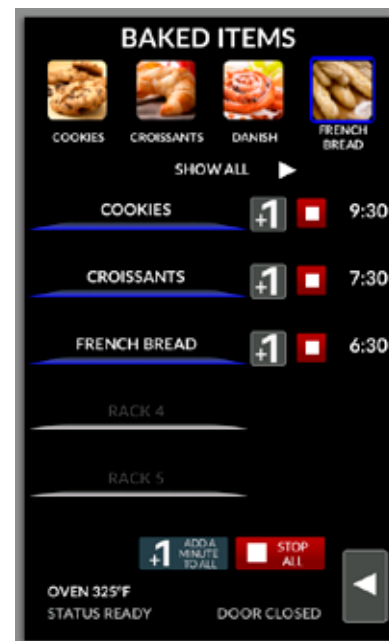 BAKED ITEMS
COOKIES CROISSANTS DANISH FRENCH
BREAD
SHOW ALL
COOKIES +1 9:30
CROISSANTS +1 7:30
FRENCH BREAD +1 6:30
RACK 4
RACK 5
+1 ADD A
MINUTE
TO ALL
STOP
ALL
OVEN 325°F
STATUS READY DOOR CLOSED